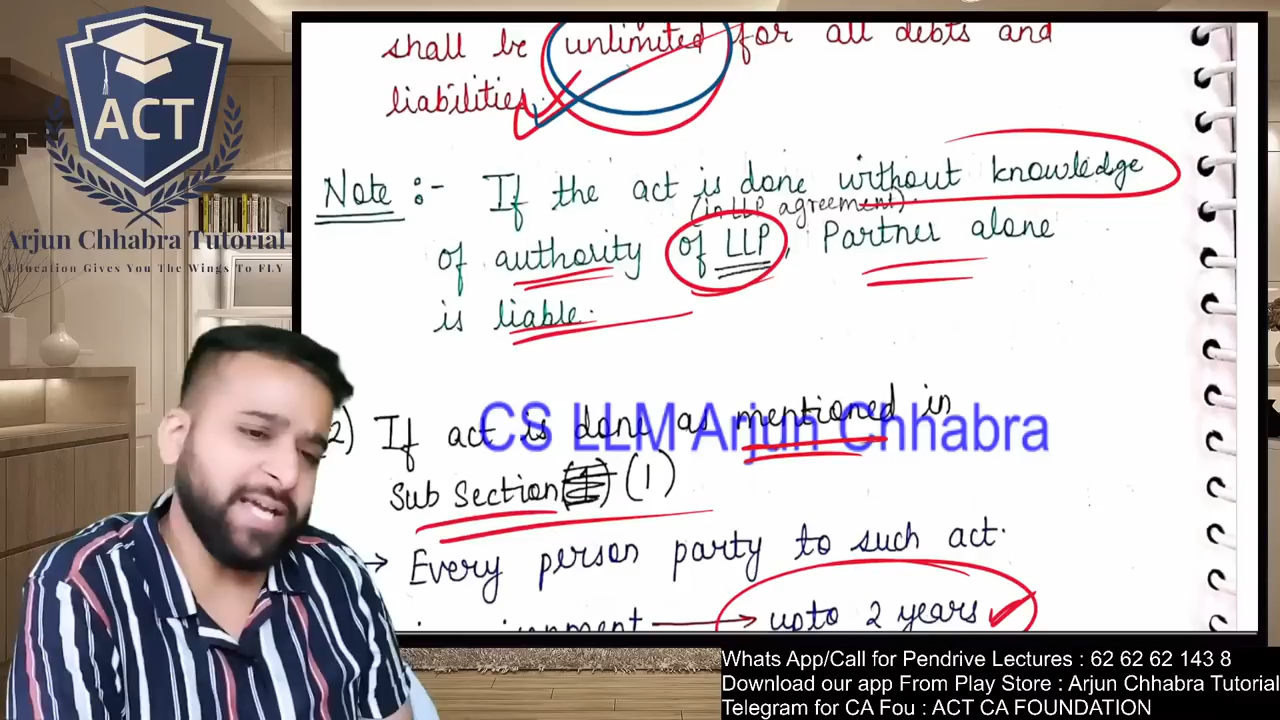 shall be unlimited for all debts and
liabilities.
Note :- If the act is done without knowledge
(in LLP agreement).
of authority of LLP, Partner alone
is liable.
2) If act is done as mentioned in
Sub Section (1)
→ Every person party to such act.
upto 2 years
CS LLM Arjun Chhabra
ACT
Arjun Chhabra Tutorial
Education Gives You The Wings To FLY
Whats App/Call for Pendrive Lectures : 62 62 62 143 8
Download our app From Play Store : Arjun Chhabra Tutorial
Telegram for CA Fou : ACT CA FOUNDATION